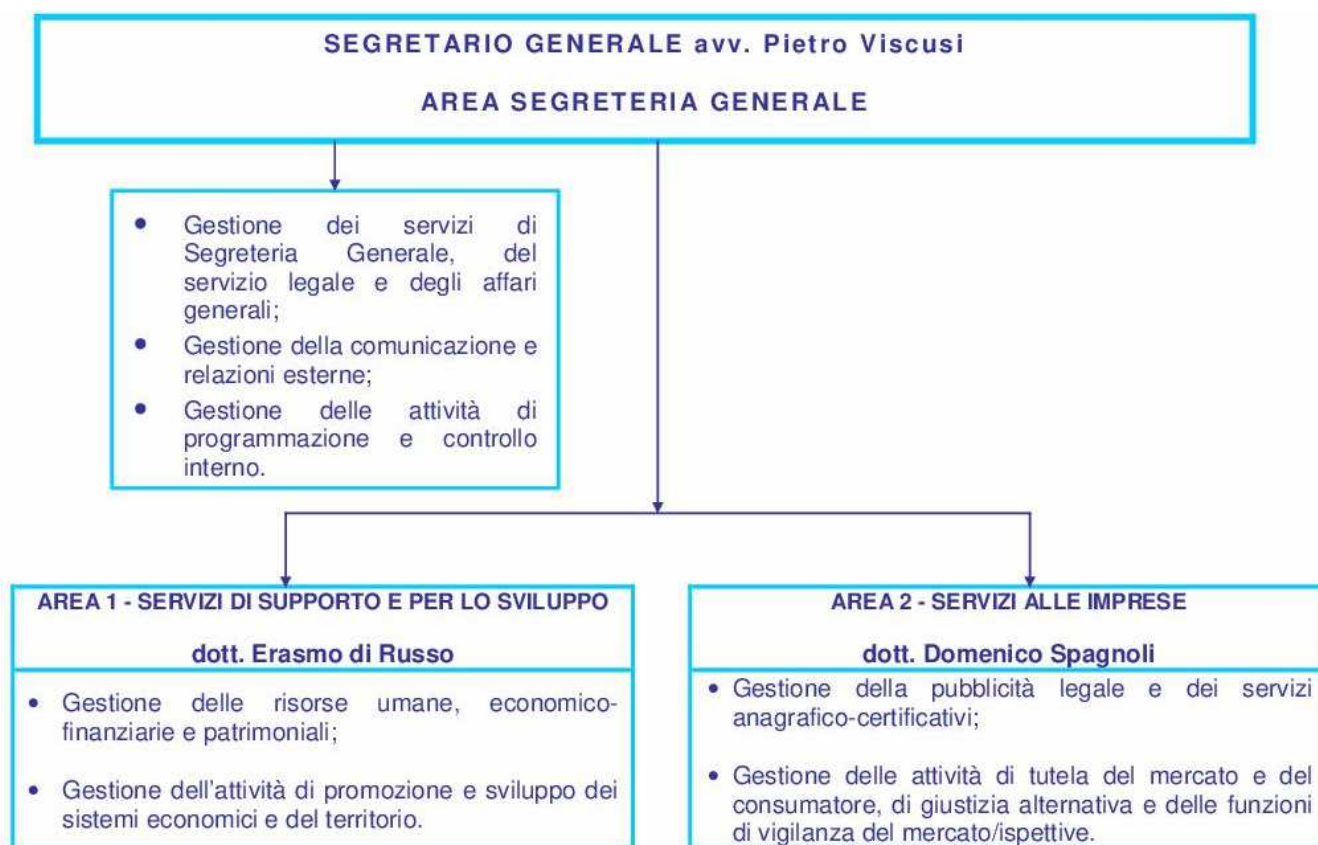 SEGRETARIO GENERALE avv. Pietro Viscusi
AREA SEGRETERIA GENERALE
• Gestione dei servizi di
Segreteria Generale, del
servizio legale e degli affari
generali;
• Gestione della comunicazione e
relazioni esterne;
• Gestione delle attività di
programmazione e controllo
interno.
AREA 1 - SERVIZI DI SUPPORTO E PER LO SVILUPPO
dott. Erasmo di Russo
• Gestione delle risorse umane, economico-
finanziarie e patrimoniali;
• Gestione dell'attività di promozione e sviluppo dei
sistemi economici e del territorio.
AREA 2 - SERVIZI ALLE IMPRESE
dott. Domenico Spagnoli
• Gestione della pubblicità legale e dei servizi
anagrafico-certificativi;
• Gestione delle attività di tutela del mercato e del
consumatore, di giustizia alternativa e delle funzioni
di vigilanza del mercato/ispettive.